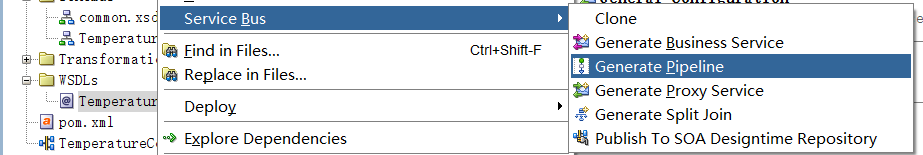 common.xsd
Temperatur
Transformation
WSDLs
Temperatur
pom.xml
TemperatureCo
Service Bus
Find in Files... Ctrl+Shift-F
Replace in Files...
Deploy
Explore Dependencies
General Configuration
Clone
Generate Business Service
Generate Pipeline
Generate Proxy Service
Generate Split Join
Publish To SOA Designtime Repository